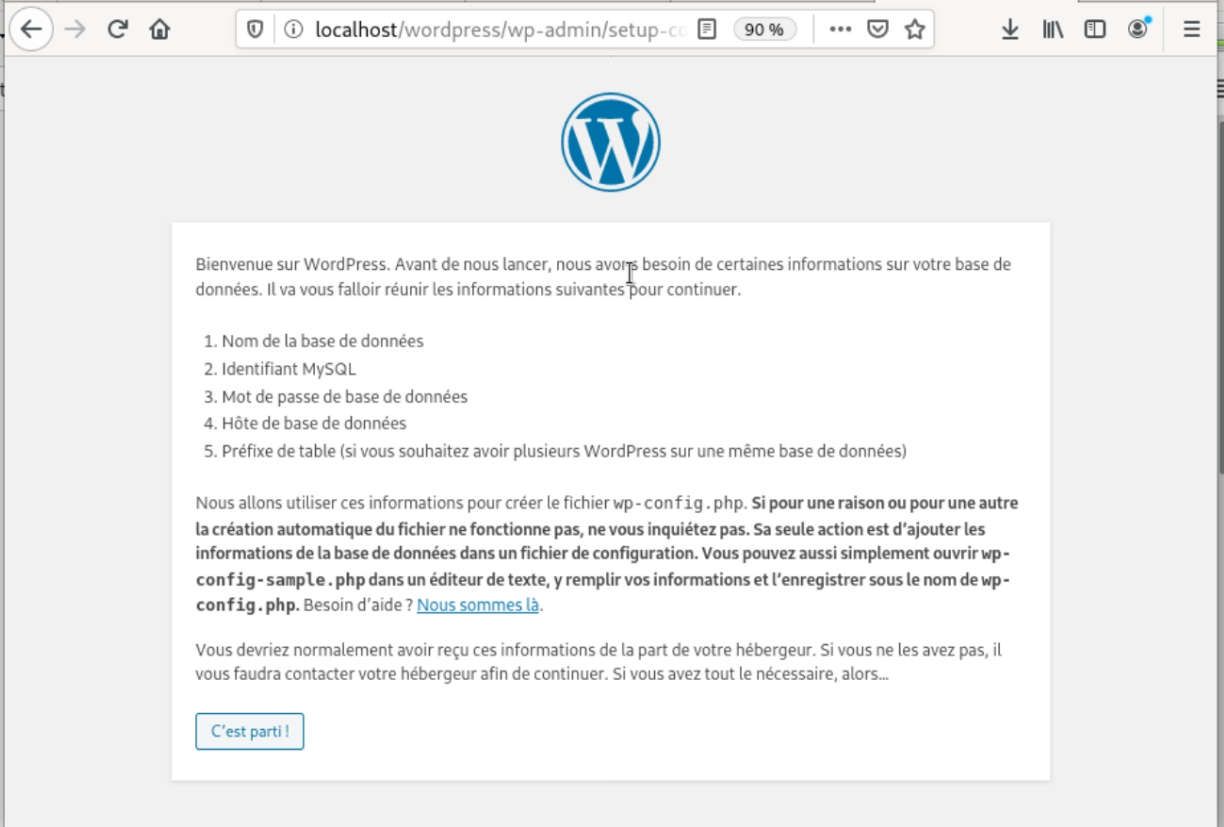 localhost/wordpress/wp-admin/setup-co
90 %
Bienvenue sur WordPress. Avant de nous lancer, nous avons besoin de certaines informations sur votre base de
données. Il va vous falloir réunir les informations suivantes pour continuer.
1. Nom de la base de données
2. Identifiant MySQL
3. Mot de passe de base de données
4. Hôte de base de données
5. Préfixe de table (si vous souhaitez avoir plusieurs WordPress sur une même base de données)
Nous allons utiliser ces informations pour créer le fichier wp-config.php. Si pour une raison ou pour une autre
la création automatique du fichier ne fonctionne pas, ne vous inquiétez pas. Sa seule action est d’ajouter les
informations de la base de données dans un fichier de configuration. Vous pouvez aussi simplement ouvrir wp-
config-sample.php dans un éditeur de texte, y remplir vos informations et l’enregistrer sous le nom de wp-
config.php. Besoin d’aide ? Nous sommes là.
Vous devriez normalement avoir reçu ces informations de la part de votre hébergeur. Si vous ne les avez pas, il
vous faudra contacter votre hébergeur afin de continuer. Si vous avez tout le nécessaire, alors…
C’est parti !